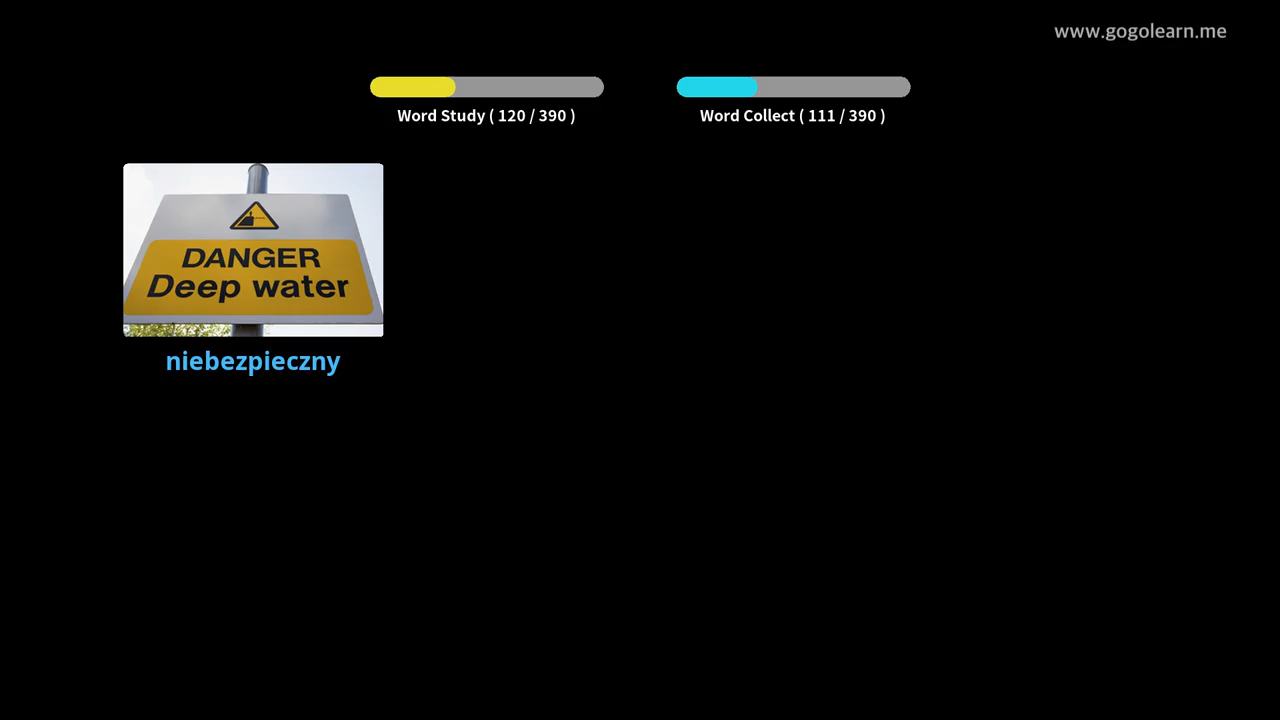 www.gogolearn.me
Word Study ( 120 / 390 )
Word Collect ( 111 / 390 )
DANGER
Deep water
niebezpieczny